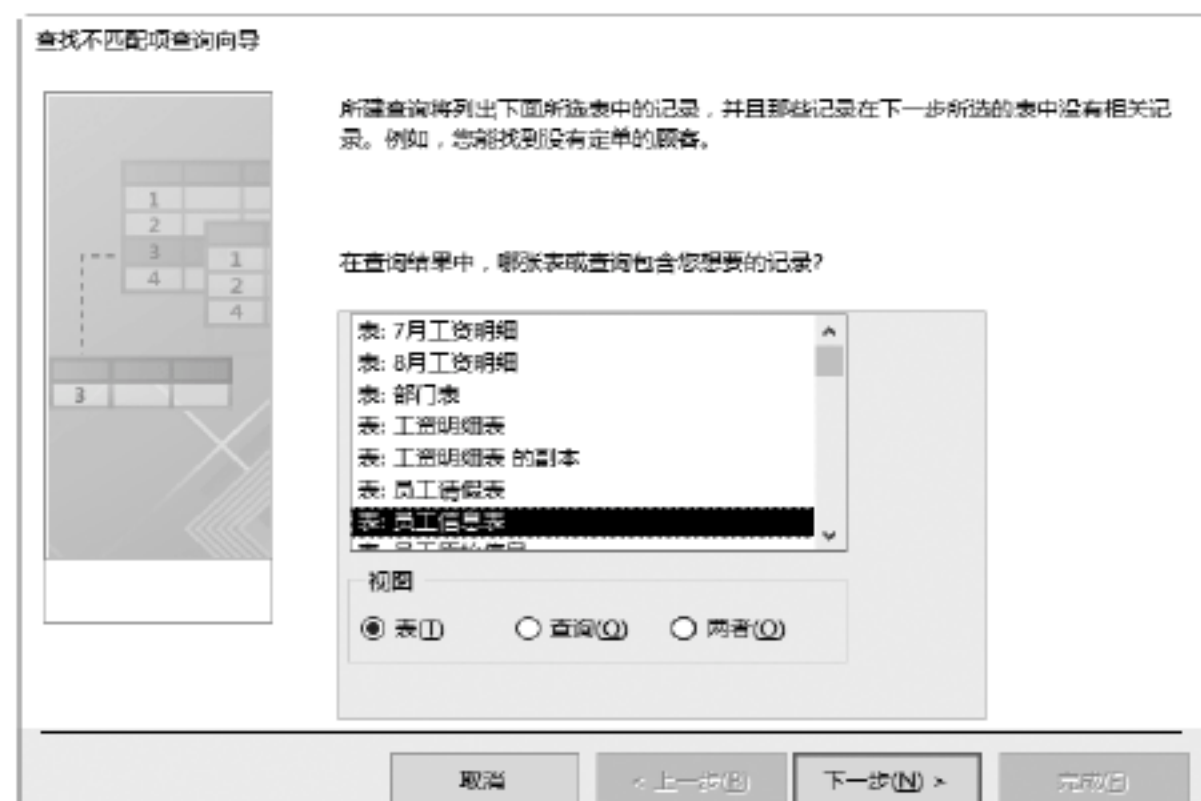 查找不匹配项查询向导
所建查询将列出下面所选表中的记录，并且那些记录在下一步所选的表中没有相关记
录。例如，您能找到没有定单的顾客。
1
2
3
4
1
2
4
3
在查询结果中，哪张表或查询包含您想要的记录?
表: 7月工资明细
表: 8月工资明细
表: 部门表
表: 工资明细表
表: 工资明细表 的副本
表: 员工请假表
表: 员工信息表
视图
表(T) 查询(Q) 两者(O)
取消 < 上一步(B) 下一步(N) > 完成(F)